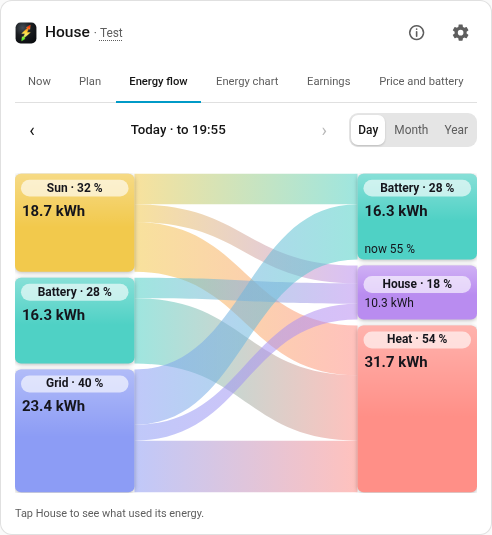 House · Test
Now Plan Energy flow Energy chart Earnings Price and battery
‹ Today · to 19:55 › Day Month Year
Sun · 32 %
18.7 kWh
Battery · 28 %
16.3 kWh
Grid · 40 %
23.4 kWh
Battery · 28 %
16.3 kWh
now 55 %
House · 18 %
10.3 kWh
Heat · 54 %
31.7 kWh
Tap House to see what used its energy.